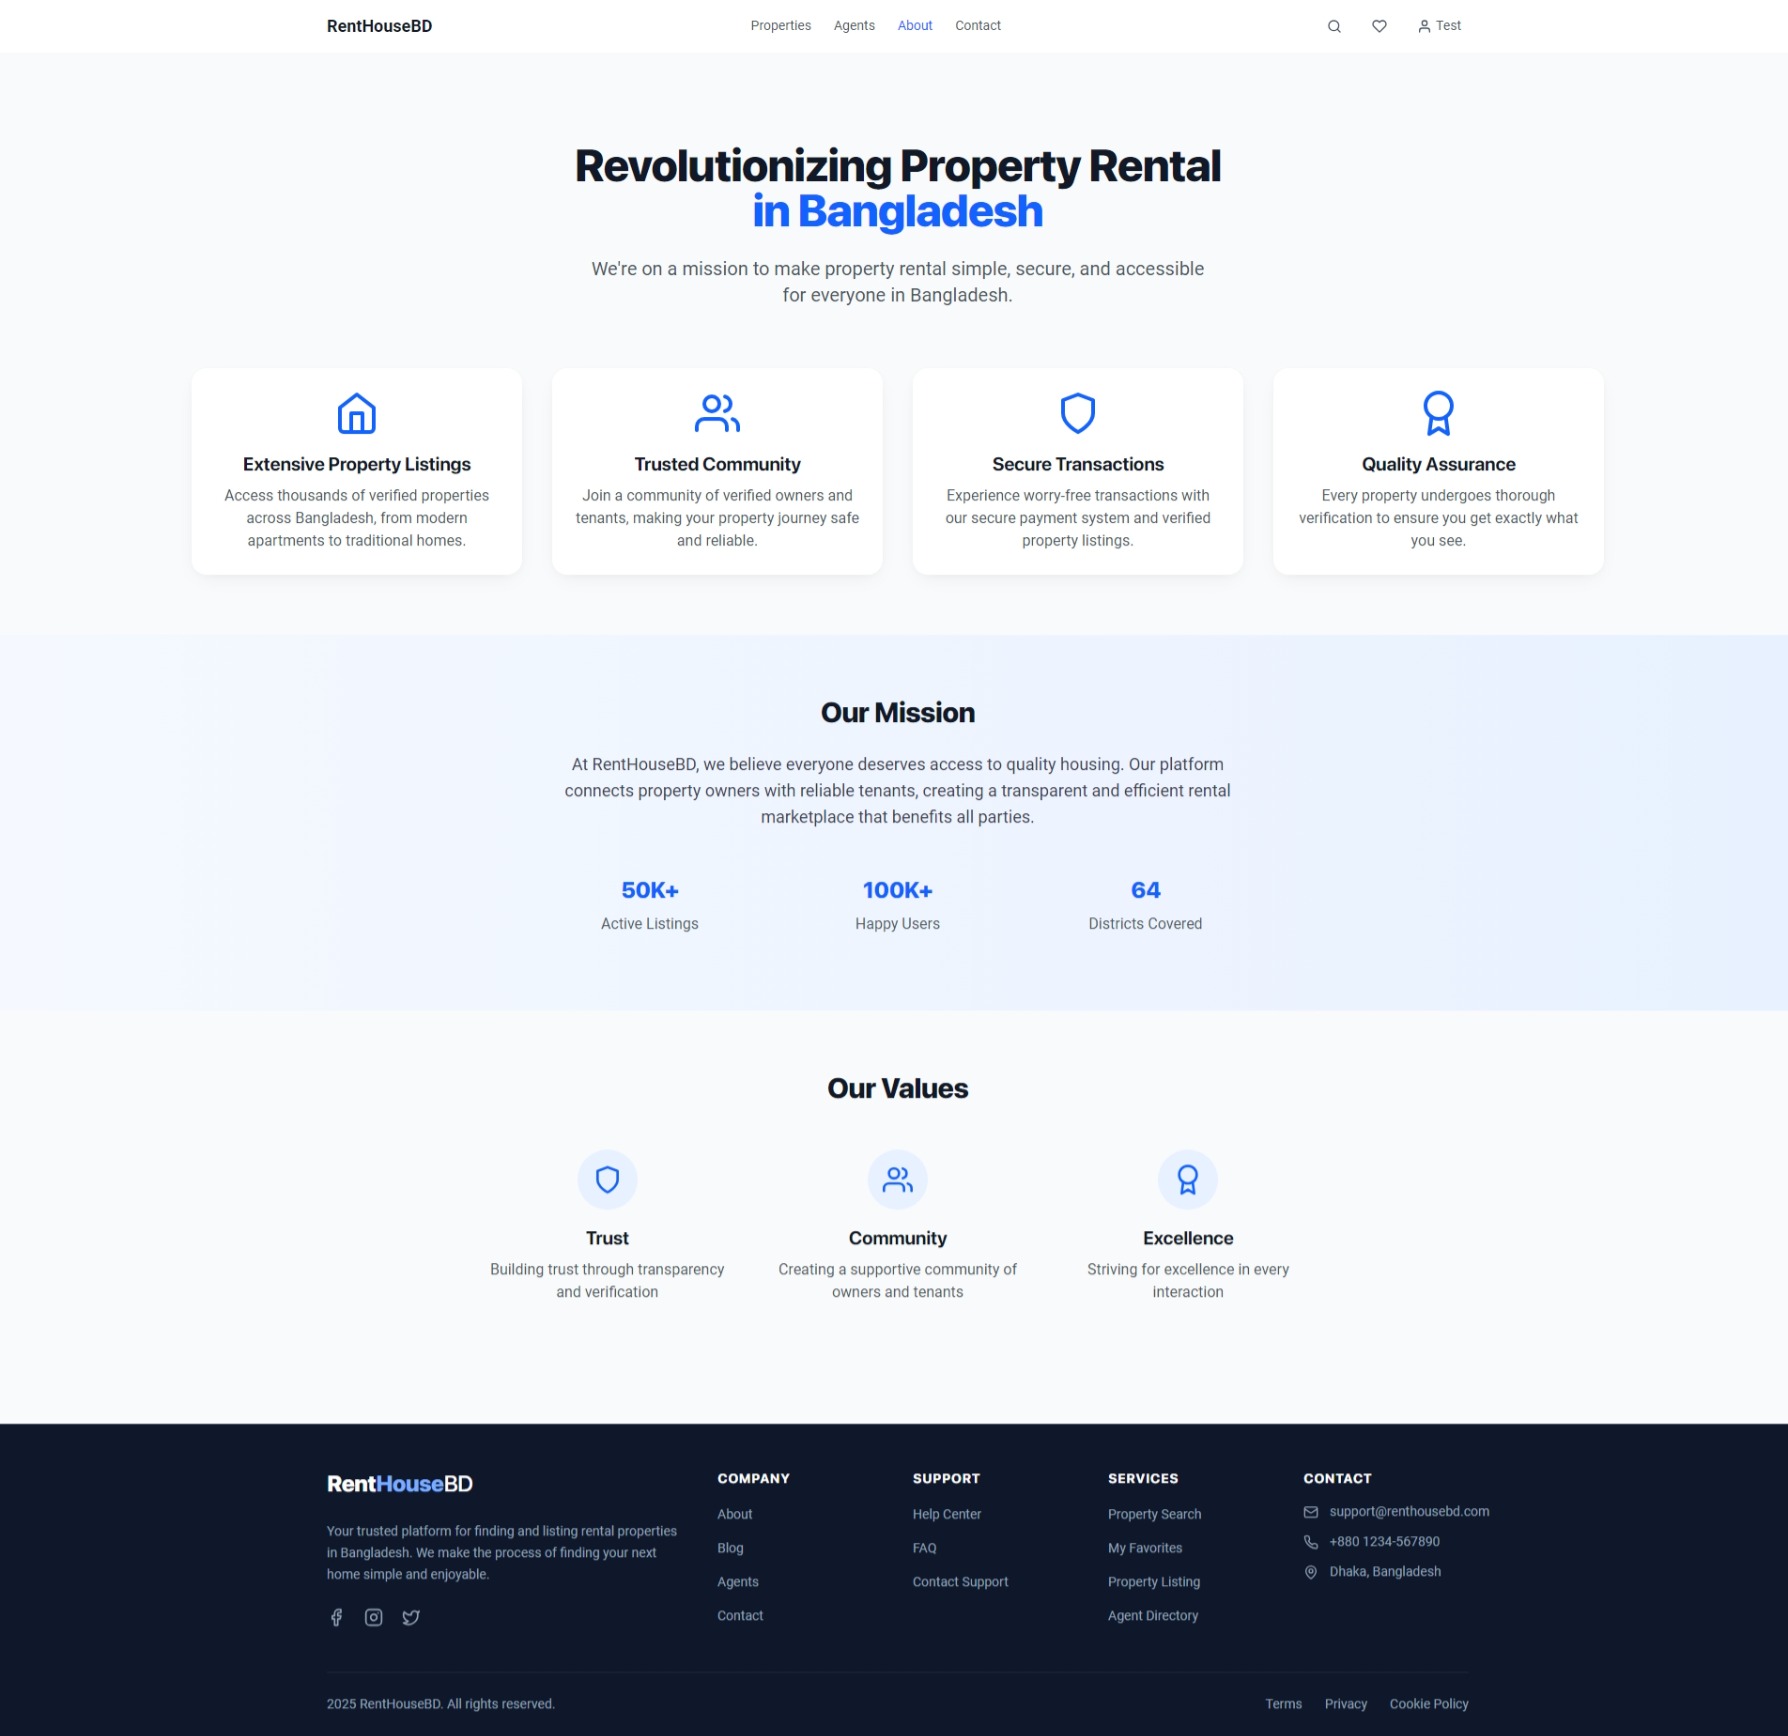 RentHouseBD
Properties Agents About Contact
Test
Revolutionizing Property Rental
in Bangladesh
We're on a mission to make property rental simple, secure, and accessible
for everyone in Bangladesh.
Extensive Property Listings
Access thousands of verified properties
across Bangladesh, from modern
apartments to traditional homes.
Trusted Community
Join a community of verified owners and
tenants, making your property journey safe
and reliable.
Secure Transactions
Experience worry-free transactions with
our secure payment system and verified
property listings.
Quality Assurance
Every property undergoes thorough
verification to ensure you get exactly what
you see.
Our Mission
At RentHouseBD, we believe everyone deserves access to quality housing. Our platform
connects property owners with reliable tenants, creating a transparent and efficient rental
marketplace that benefits all parties.
50K+
Active Listings
100K+
Happy Users
64
Districts Covered
Our Values
Trust
Building trust through transparency
and verification
Community
Creating a supportive community of
owners and tenants
Excellence
Striving for excellence in every
interaction
RentHouseBD
Your trusted platform for finding and listing rental properties
in Bangladesh. We make the process of finding your next
home simple and enjoyable.
COMPANY
About
Blog
Agents
Contact
SUPPORT
Help Center
FAQ
Contact Support
SERVICES
Property Search
My Favorites
Property Listing
Agent Directory
CONTACT
support@renthousebd.com
+880 1234-567890
Dhaka, Bangladesh
2025 RentHouseBD. All rights reserved.
Terms Privacy Cookie Policy